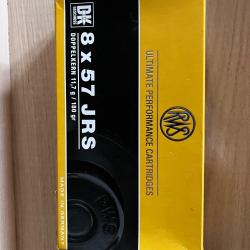 DK
8 x 57 JRS
DOPPELKERN 11,7 g / 180 gr
MADE IN GERMANY
RWS
ULTIMATE PERFORMANCE CARTRIDGES
RWS